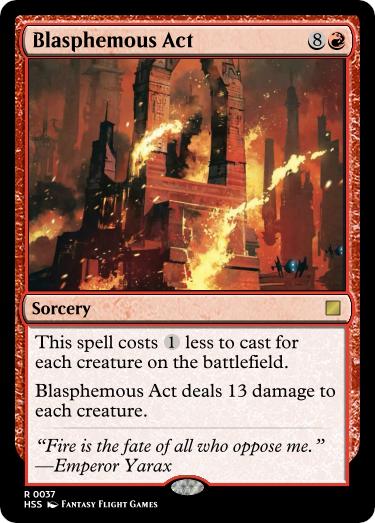 Blasphemous Act 8
Sorcery
This spell costs 1 less to cast for
each creature on the battlefield.
Blasphemous Act deals 13 damage to
each creature.
“Fire is the fate of all who oppose me.”
—Emperor Yarax
R 0037
HSS FANTASY FLIGHT GAMES